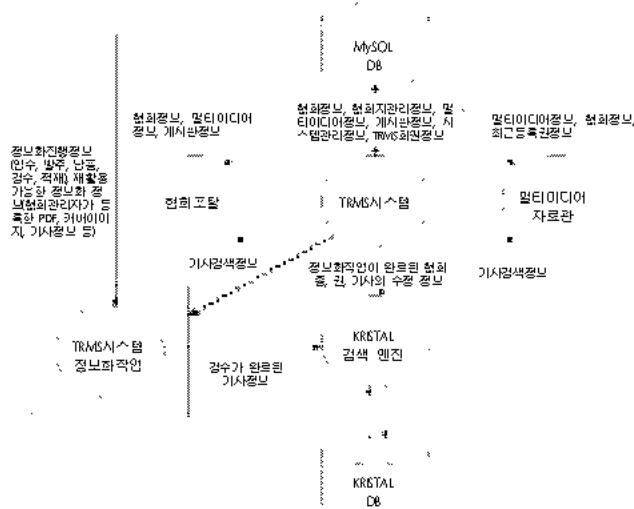 MySQL
DB
협회정보, 멀티미디어
정보, 게시판정보
협회정보, 협회지관리정보, 멀
티미디어정보, 게시판정보, 시
스템관리정보, TRMS회원정보
멀티미디어정보, 협회정보,
최근등록권정보
정보화진행정보
(입수, 발주, 납품,
검수, 적재), 재활용
가능한 정보화 정
보(협회관리자가 등
록한 PDF, 커버이미
지, 기사정보 등)
협회포탈
TRMS시스템
멀티미디어
자료관
기사검색정보
정보화작업이 완료된 협회
종, 권, 기사의 수정 정보
기사검색정보
TRMS시스템
정보화작업
검수가 완료된
기사정보
KRISTAL
검색 엔진
KRISTAL
DB